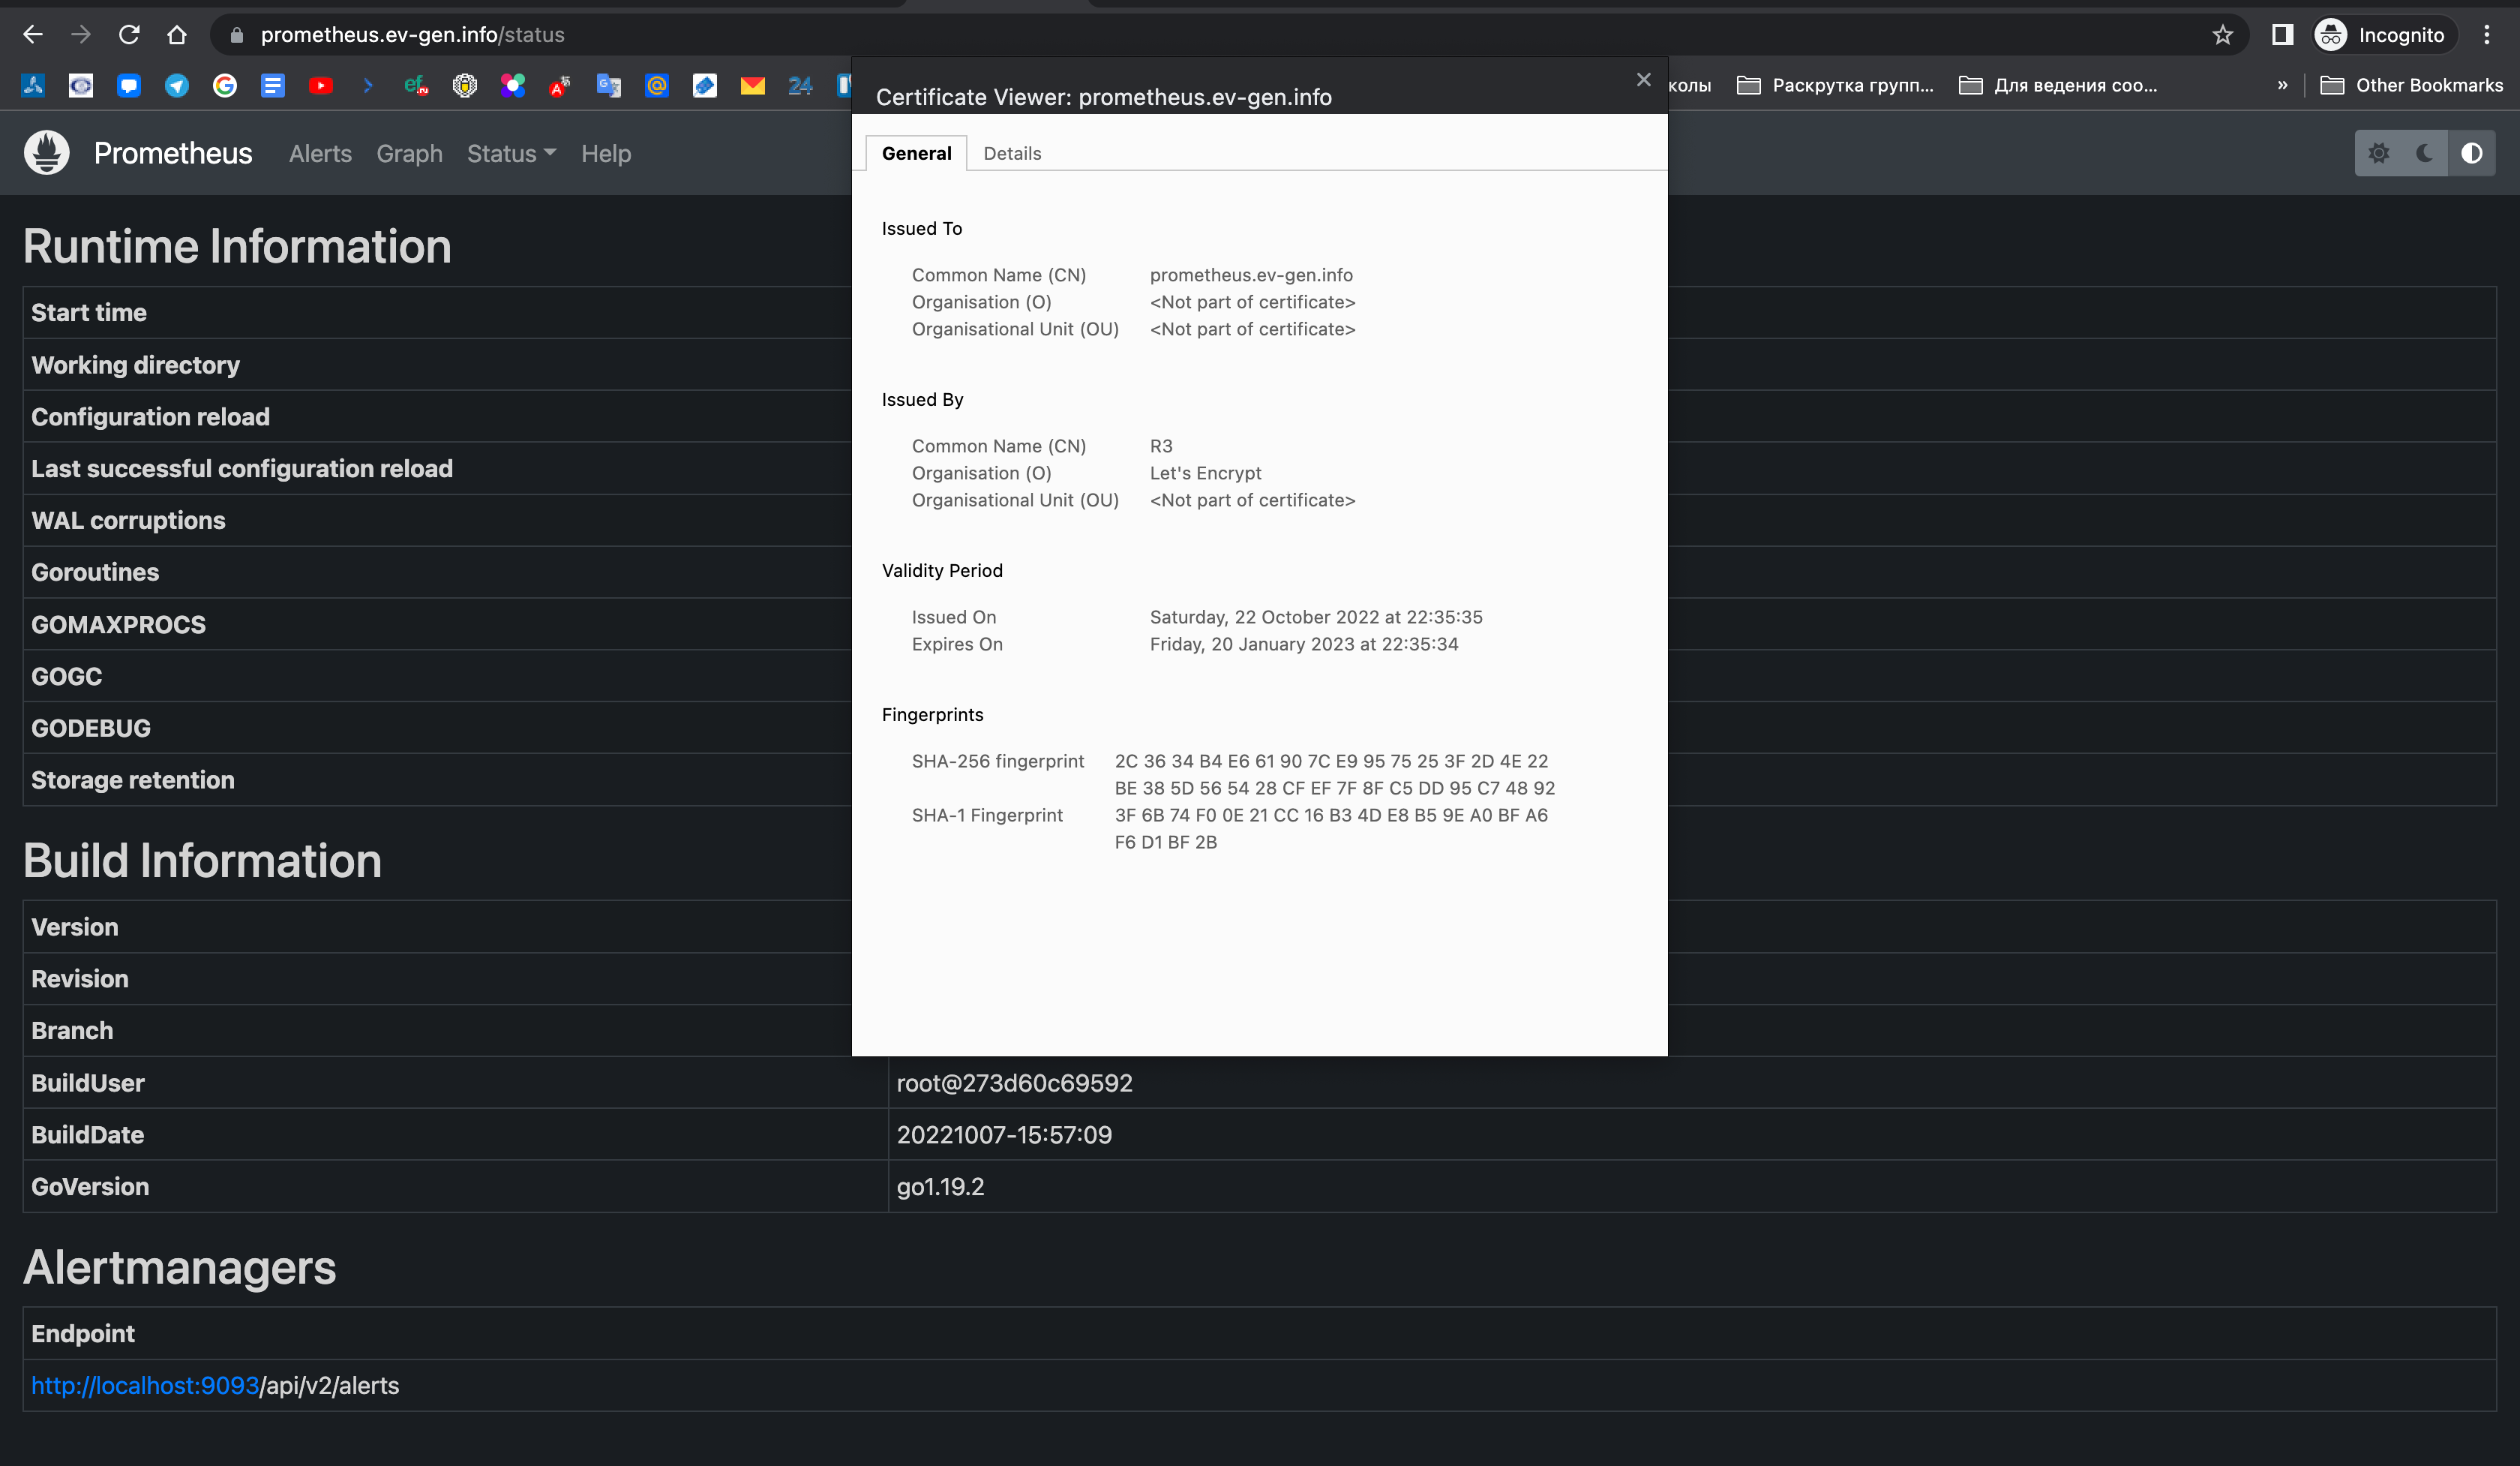 prometheus.ev-gen.info/status
Incognito
24
колы
Раскрутка групп...
Для ведения соо...
»
Other Bookmarks
Certificate Viewer: prometheus.ev-gen.info
Prometheus Alerts Graph Status Help
General Details
Runtime Information
Start time
Working directory
Configuration reload
Last successful configuration reload
WAL corruptions
Goroutines
GOMAXPROCS
GOGC
GODEBUG
Storage retention
Issued To
Common Name (CN) prometheus.ev-gen.info
Organisation (O) <Not part of certificate>
Organisational Unit (OU) <Not part of certificate>
Issued By
Common Name (CN) R3
Organisation (O) Let's Encrypt
Organisational Unit (OU) <Not part of certificate>
Validity Period
Issued On Saturday, 22 October 2022 at 22:35:35
Expires On Friday, 20 January 2023 at 22:35:34
Fingerprints
SHA-256 fingerprint 2C 36 34 B4 E6 61 90 7C E9 95 75 25 3F 2D 4E 22
BE 38 5D 56 54 28 CF EF 7F 8F C5 DD 95 C7 48 92
SHA-1 Fingerprint 3F 6B 74 F0 0E 21 CC 16 B3 4D E8 B5 9E A0 BF A6
F6 D1 BF 2B
Build Information
Version
Revision
Branch
BuildUser root@273d60c69592
BuildDate 20221007-15:57:09
GoVersion go1.19.2
Alertmanagers
Endpoint
http://localhost:9093/api/v2/alerts